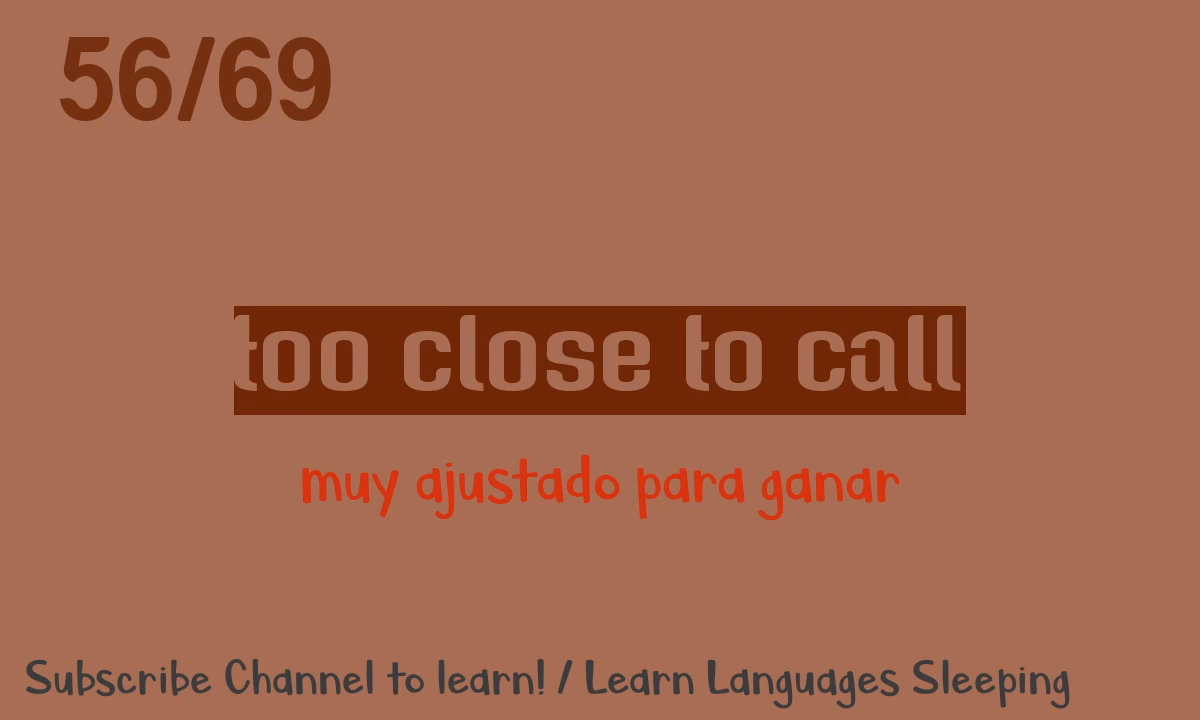 56/69
too close to call
muy ajustado para ganar
Subscribe Channel to learn! / Learn Languages Sleeping